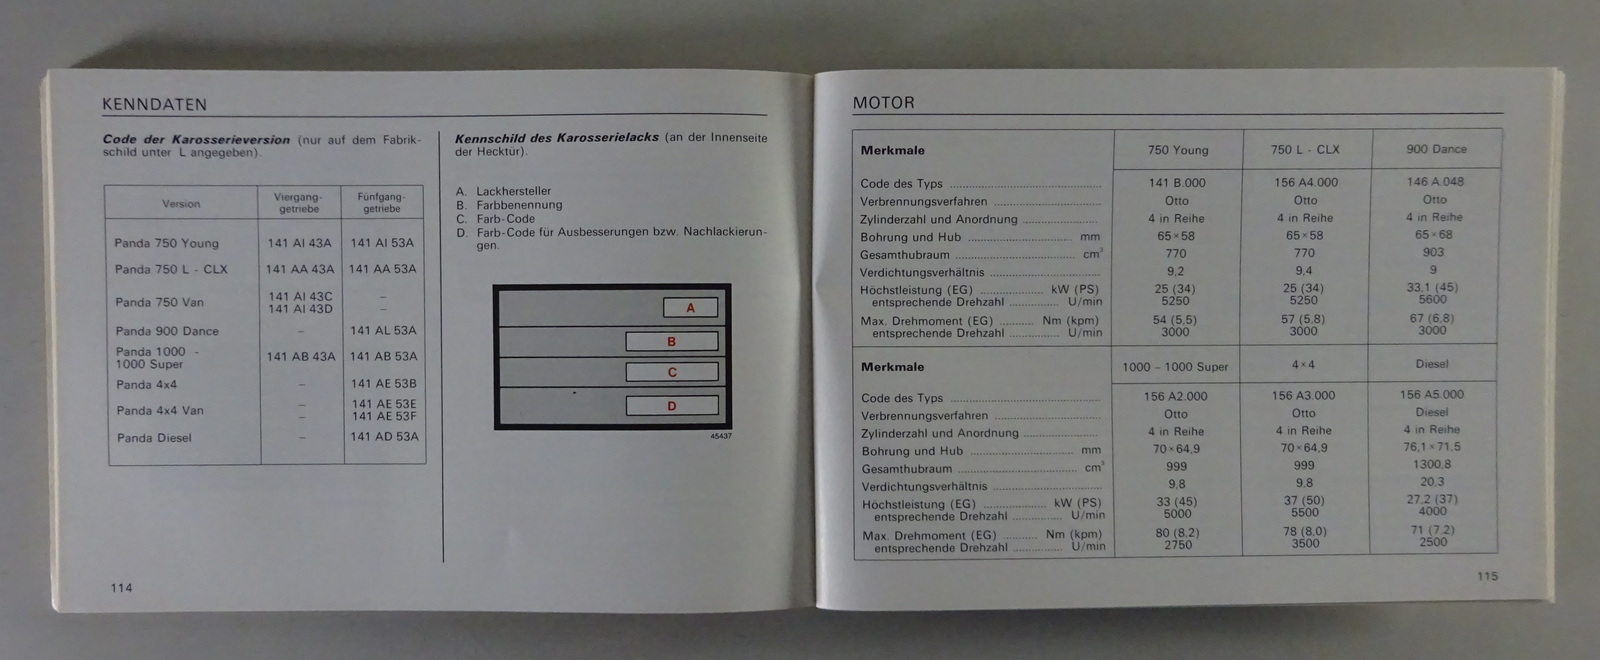 KENNDATEN
Code der Karosserieversion (nur auf dem Fabrik-
schild unter L angegeben).
Version Viergang- Fünfgang-
getriebe getriebe
Panda 750 Young 141 AI 43A 141 AI 53A
Panda 750 L - CLX 141 AA 43A 141 AA 53A
Panda 750 Van 141 AI 43C –
141 AI 43D –
Panda 900 Dance – 141 AL 53A
Panda 1000 -
1000 Super 141 AB 43A 141 AB 53A
Panda 4x4 – 141 AE 53B
Panda 4x4 Van – 141 AE 53E
– 141 AE 53F
Panda Diesel – 141 AD 53A
114
Kennschild des Karosserielacks (an der Innenseite
der Hecktür).
A. Lackhersteller
B. Farbbenennung
C. Farb-Code
D. Farb-Code für Ausbesserungen bzw. Nachlackierun-
gen.
A
B
C
D
45437
MOTOR
Merkmale 750 Young 750 L - CLX 900 Dance
Code des Typs 141 B.000 156 A4.000 146 A.048
Verbrennungsverfahren Otto Otto Otto
Zylinderzahl und Anordnung 4 in Reihe 4 in Reihe 4 in Reihe
Bohrung und Hub mm 65×58 65×58 65×68
Gesamthubraum cm³ 770 770 903
Verdichtungsverhältnis 9,2 9,4 9
Höchstleistung (EG) kW (PS) 25 (34) 25 (34) 33.1 (45)
entsprechende Drehzahl U/min 5250 5250 5600
Max. Drehmoment (EG) Nm (kpm) 54 (5,5) 57 (5.8) 67 (6.8)
entsprechende Drehzahl U/min 3000 3000 3000
Merkmale 1000 – 1000 Super 4×4 Diesel
Code des Typs 156 A2.000 156 A3.000 156 A5.000
Verbrennungsverfahren Otto Otto Diesel
Zylinderzahl und Anordnung 4 in Reihe 4 in Reihe 4 in Reihe
Bohrung und Hub mm 70×64,9 70×64,9 76,1×71,5
Gesamthubraum cm³ 999 999 1300,8
Verdichtungsverhältnis 9,8 9.8 20,3
Höchstleistung (EG) kW (PS) 33 (45) 37 (50) 27,2 (37)
entsprechende Drehzahl U/min 5000 5500 4000
Max. Drehmoment (EG) Nm (kpm) 80 (8,2) 78 (8.0) 71 (7.2)
entsprechende Drehzahl U/min 2750 3500 2500
115